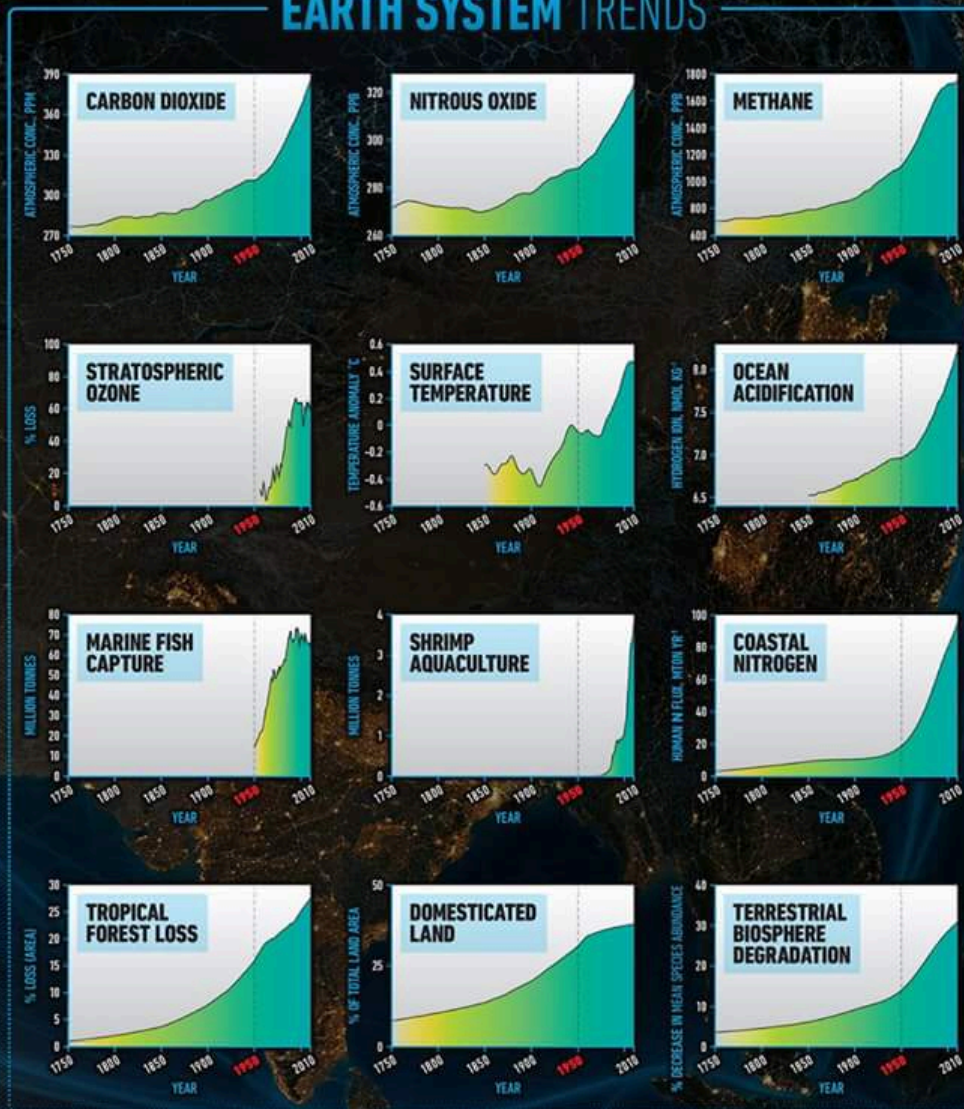 EARTH SYSTEM TRENDS
CARBON DIOXIDE
ATMOSPHERIC CONC., PPM
390
360
330
300
270
1750 1800 1850 1900 1950 2010
YEAR
NITROUS OXIDE
ATMOSPHERIC CONC., PPB
320
300
280
260
1750 1800 1850 1900 1950 2010
YEAR
METHANE
ATMOSPHERIC CONC., PPB
1800
1600
1400
1200
1000
800
600
1750 1800 1850 1900 1950 2010
YEAR
STRATOSPHERIC
OZONE
% LOSS
100
80
60
40
20
0
1750 1800 1850 1900 1950 2010
YEAR
SURFACE
TEMPERATURE
TEMPERATURE ANOMALY °C
0.6
0.4
0.2
0
-0.2
-0.4
-0.6
1750 1800 1850 1900 1950 2010
YEAR
OCEAN
ACIDIFICATION
HYDROGEN ION, NMOL KG⁻¹
8.0
7.5
7.0
6.5
1750 1800 1850 1900 1950 2010
YEAR
MARINE FISH
CAPTURE
MILLION TONNES
80
70
60
50
40
30
20
10
0
1750 1800 1850 1900 1950 2010
YEAR
SHRIMP
AQUACULTURE
MILLION TONNES
4
3
2
1
0
1750 1800 1850 1900 1950 2010
YEAR
COASTAL
NITROGEN
HUMAN N FLUX, MTON YR⁻¹
100
80
60
40
20
0
1750 1800 1850 1900 1950 2010
YEAR
TROPICAL
FOREST LOSS
% LOSS (AREA)
30
25
20
15
10
5
0
1750 1800 1850 1900 1950 2010
YEAR
DOMESTICATED
LAND
% OF TOTAL LAND AREA
50
25
0
1750 1800 1850 1900 1950 2010
YEAR
TERRESTRIAL
BIOSPHERE
DEGRADATION
% DECREASE IN MEAN SPECIES ABUNDANCE
40
30
20
10
0
1750 1800 1850 1900 1950 2010
YEAR